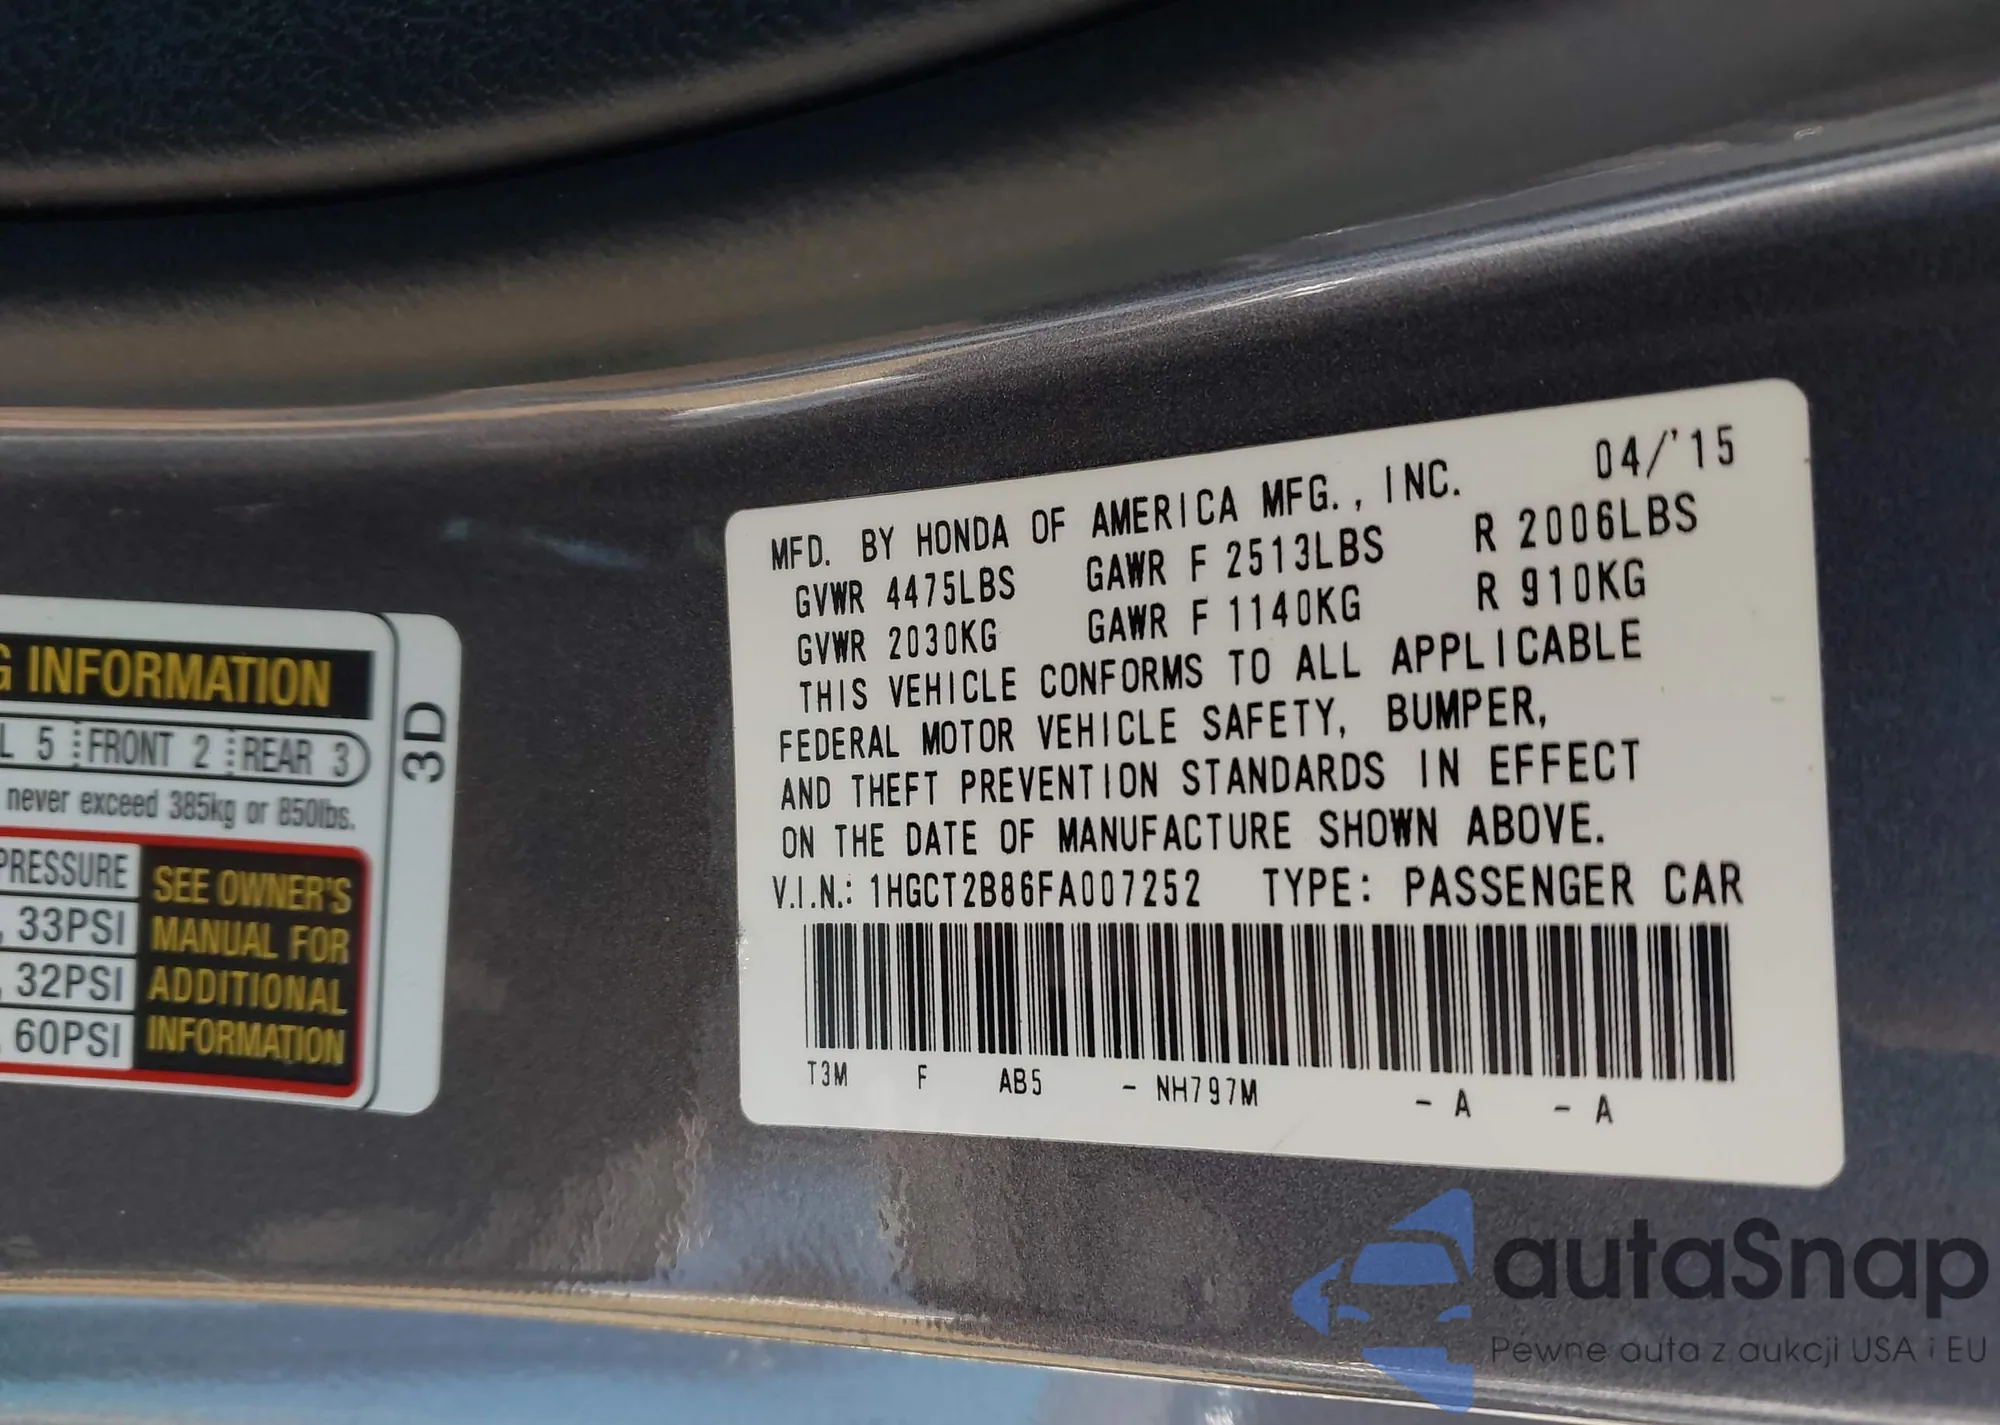 G INFORMATION
L 5 FRONT 2 REAR 3
never exceed 385kg or 850lbs.
PRESSURE
, 33PSI
, 32PSI
, 60PSI
SEE OWNER'S
MANUAL FOR
ADDITIONAL
INFORMATION
3D
04/'15
MFD. BY HONDA OF AMERICA MFG., INC.
GVWR 4475LBS GAWR F 2513LBS R 2006LBS
GVWR 2030KG GAWR F 1140KG R 910KG
THIS VEHICLE CONFORMS TO ALL APPLICABLE
FEDERAL MOTOR VEHICLE SAFETY, BUMPER,
AND THEFT PREVENTION STANDARDS IN EFFECT
ON THE DATE OF MANUFACTURE SHOWN ABOVE.
V.I.N.: 1HGCT2B86FA007252 TYPE: PASSENGER CAR
T3M F AB5 - NH797M - A - A
autaSnap
Pewne auta z aukcji USA i EU